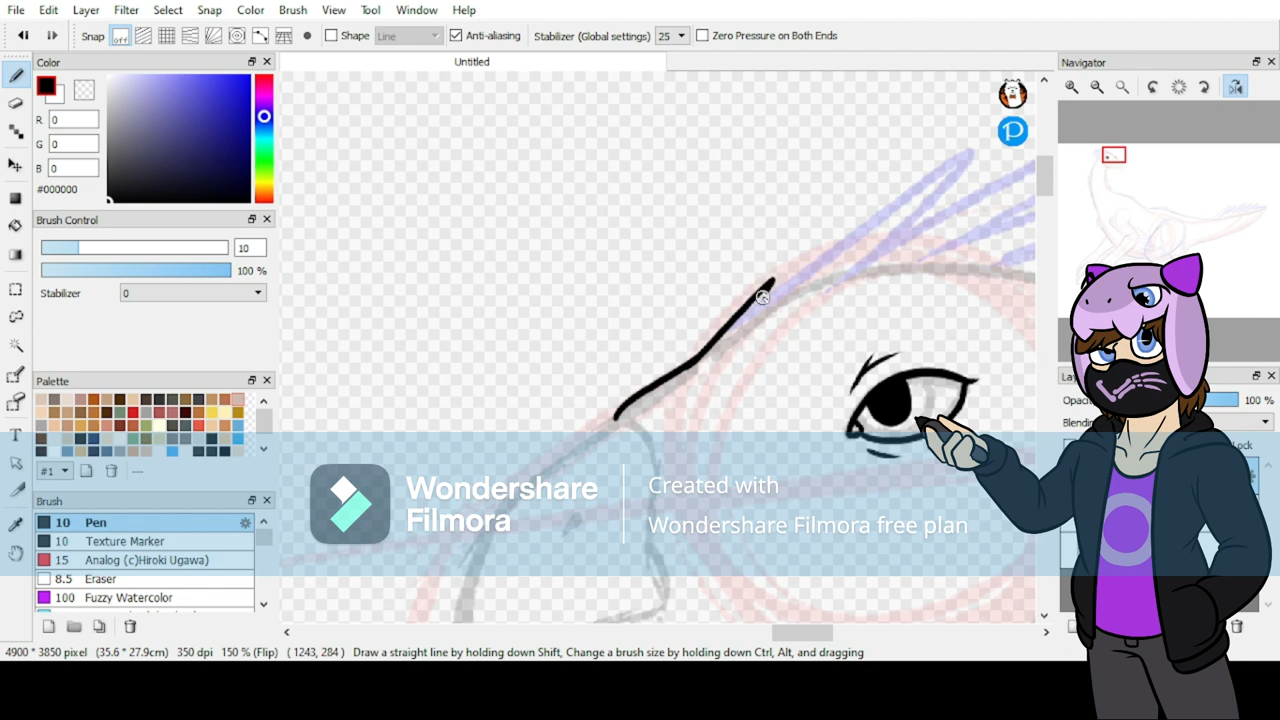 File Edit Layer Filter Select Snap Color Brush View Tool Window Help
Snap off Shape Line Anti-aliasing Stabilizer (Global settings) 25 Zero Pressure on Both Ends
Color
Untitled
Navigator
R 0
G 0
B 0
#000000
Brush Control
10
100 %
Stabilizer 0
Palette
100 %
#1
Wondershare
Filmora
Created with
Wondershare Filmora free plan
Brush
10 Pen
10 Texture Marker
15 Analog (c)Hiroki Ugawa)
8.5 Eraser
100 Fuzzy Watercolor
4900 * 3850 pixel (35.6 * 27.9cm) 350 dpi 150 % (Flip) ( 1243, 284 ) Draw a straight line by holding down Shift, Change a brush size by holding down Ctrl, Alt, and dragging